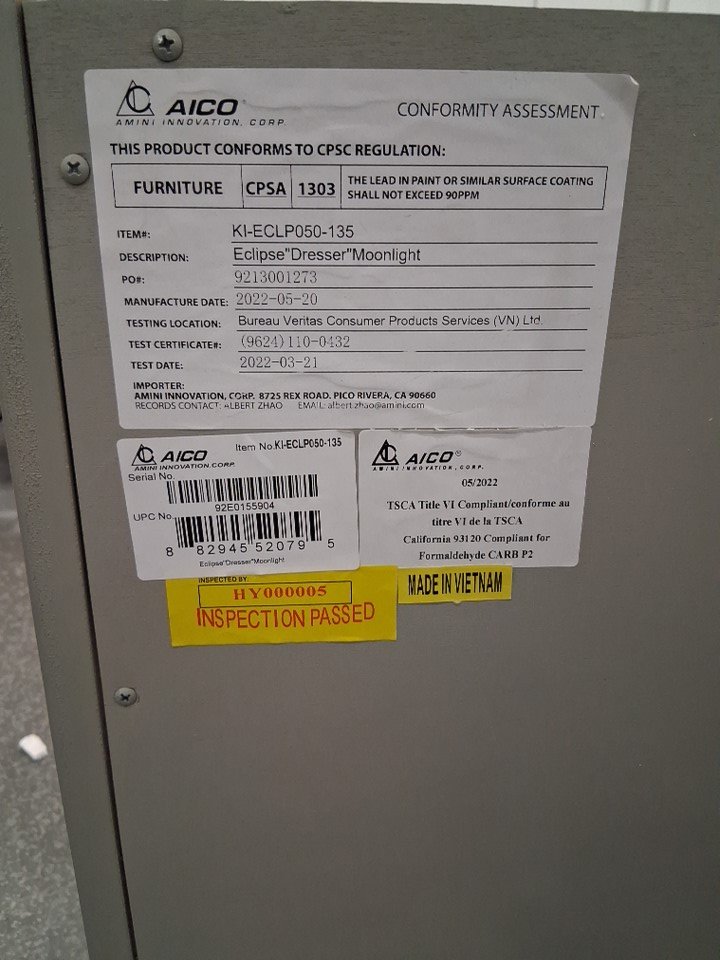 AICO
AMINI INNOVATION, CORP.
CONFORMITY ASSESSMENT
THIS PRODUCT CONFORMS TO CPSC REGULATION:
FURNITURE CPSA 1303 THE LEAD IN PAINT OR SIMILAR SURFACE COATING
SHALL NOT EXCEED 90PPM
ITEM#: KI-ECLP050-135
DESCRIPTION: Eclipse"Dresser"Moonlight
PO#: 9213001273
MANUFACTURE DATE: 2022-05-20
TESTING LOCATION: Bureau Veritas Consumer Products Services (VN) Ltd.
TEST CERTIFICATE#: (9624)110-0432
TEST DATE: 2022-03-21
IMPORTER:
AMINI INNOVATION, CORP. 8725 REX ROAD. PICO RIVERA, CA 90660
RECORDS CONTACT: ALBERT ZHAO EMAIL: albert.zhao@amini.com
AICO
AMINI INNOVATION.CORP.
Item No.KI-ECLP050-135
Serial No.
92E0155904
UPC No.
8 82945 52079 5
Eclipse"Dresser"Moonlight
AICO®
AMINI INNOVATION, CORP.
05/2022
TSCA Title VI Compliant/conforme au
titre VI de la TSCA
California 93120 Compliant for
Formaldehyde CARB P2
INSPECTED BY:
HY000005
INSPECTION PASSED
MADE IN VIETNAM